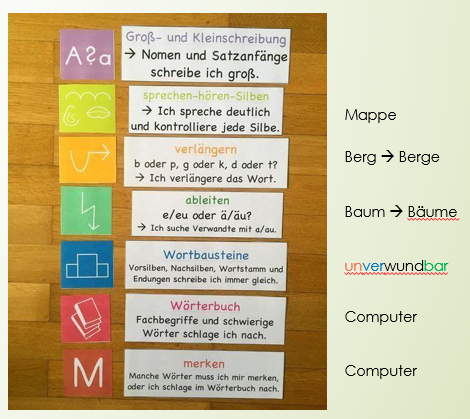 A?a
Groß- und Kleinschreibung
→ Nomen und Satzanfänge
schreibe ich groß.
sprechen-hören-Silben
→ Ich spreche deutlich
und kontrolliere jede Silbe.
Mappe
verlängern
b oder p, g oder k, d oder t?
→ Ich verlängere das Wort.
Berg → Berge
ableiten
e/eu oder ä/äu?
→ Ich suche Verwandte mit a/au.
Baum → Bäume
Wortbausteine
Vorsilben, Nachsilben, Wortstamm und
Endungen schreibe ich immer gleich.
unverwundbar
Wörterbuch
Fachbegriffe und schwierige
Wörter schlage ich nach.
Computer
M
merken
Manche Wörter muss ich mir merken,
oder ich schlage im Wörterbuch nach.
Computer